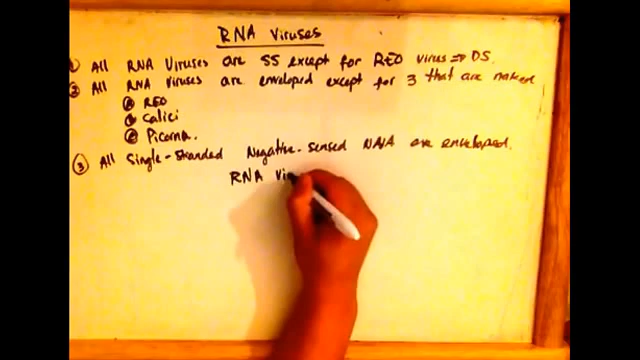 RNA Viruses
① All RNA Viruses are SS except for REO virus ⇒ DS.
② All RNA Viruses are enveloped except for 3 that are naked
ⓐ REO
ⓑ Calici
ⓒ Picorna.
③ All Single-Stranded Negative-sensed RNA are enveloped.
RNA Vi